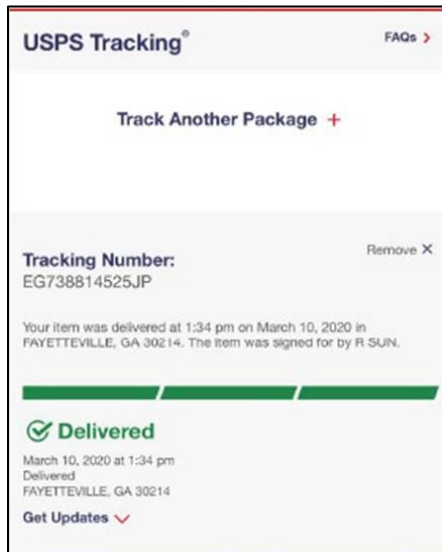 USPS Tracking®
FAQs >
Track Another Package +
Remove X
Tracking Number:
EG738814525JP
Your item was delivered at 1:34 pm on March 10, 2020 in
FAYETTEVILLE, GA 30214. The item was signed for by R SUN.
Delivered
March 10, 2020 at 1:34 pm
Delivered
FAYETTEVILLE, GA 30214
Get Updates